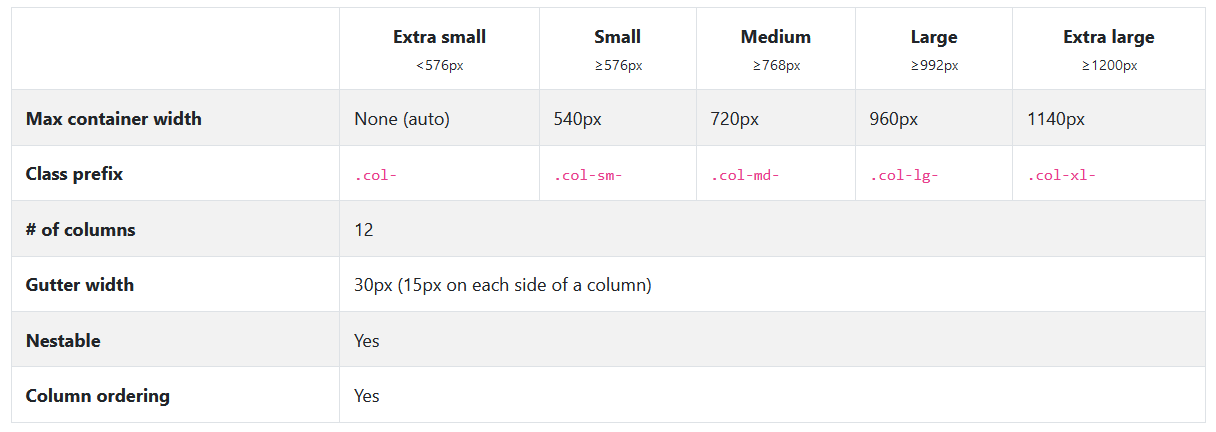 Extra small Small Medium Large Extra large
<576px ≥576px ≥768px ≥992px ≥1200px
Max container width None (auto) 540px 720px 960px 1140px
Class prefix .col- .col-sm- .col-md- .col-lg- .col-xl-
# of columns 12
Gutter width 30px (15px on each side of a column)
Nestable Yes
Column ordering Yes